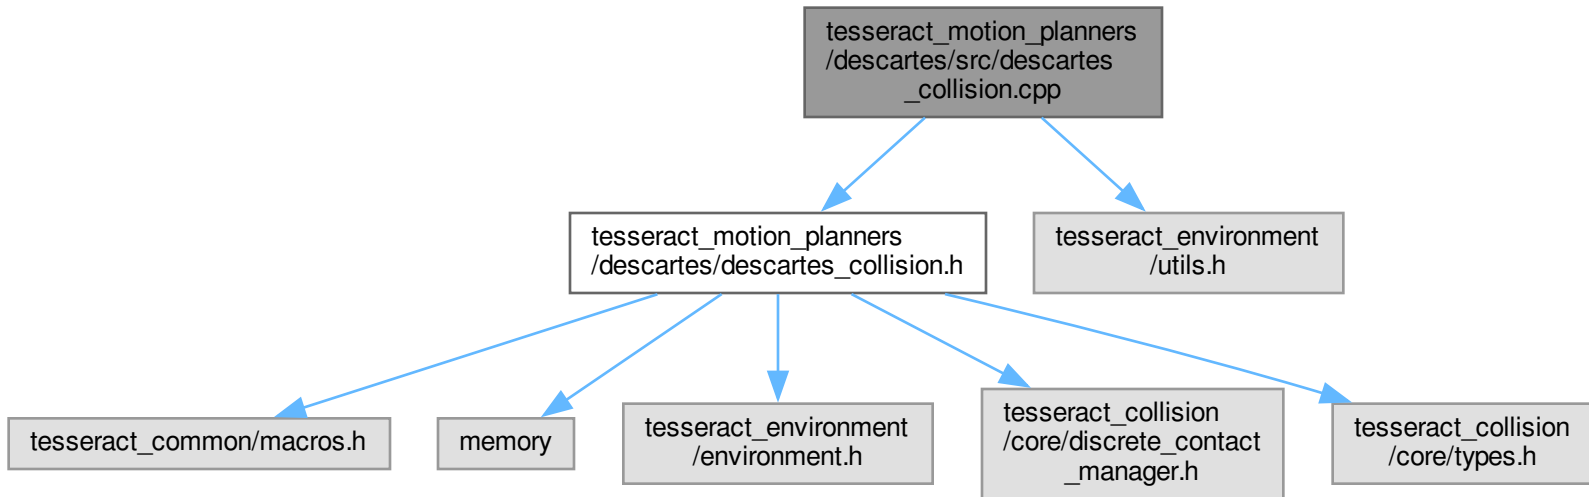 tesseract_motion_planners
/descartes/src/descartes
_collision.cpp
tesseract_motion_planners
/descartes/descartes_collision.h
tesseract_environment
/utils.h
tesseract_common/macros.h
memory
tesseract_environment
/environment.h
tesseract_collision
/core/discrete_contact
_manager.h
tesseract_collision
/core/types.h